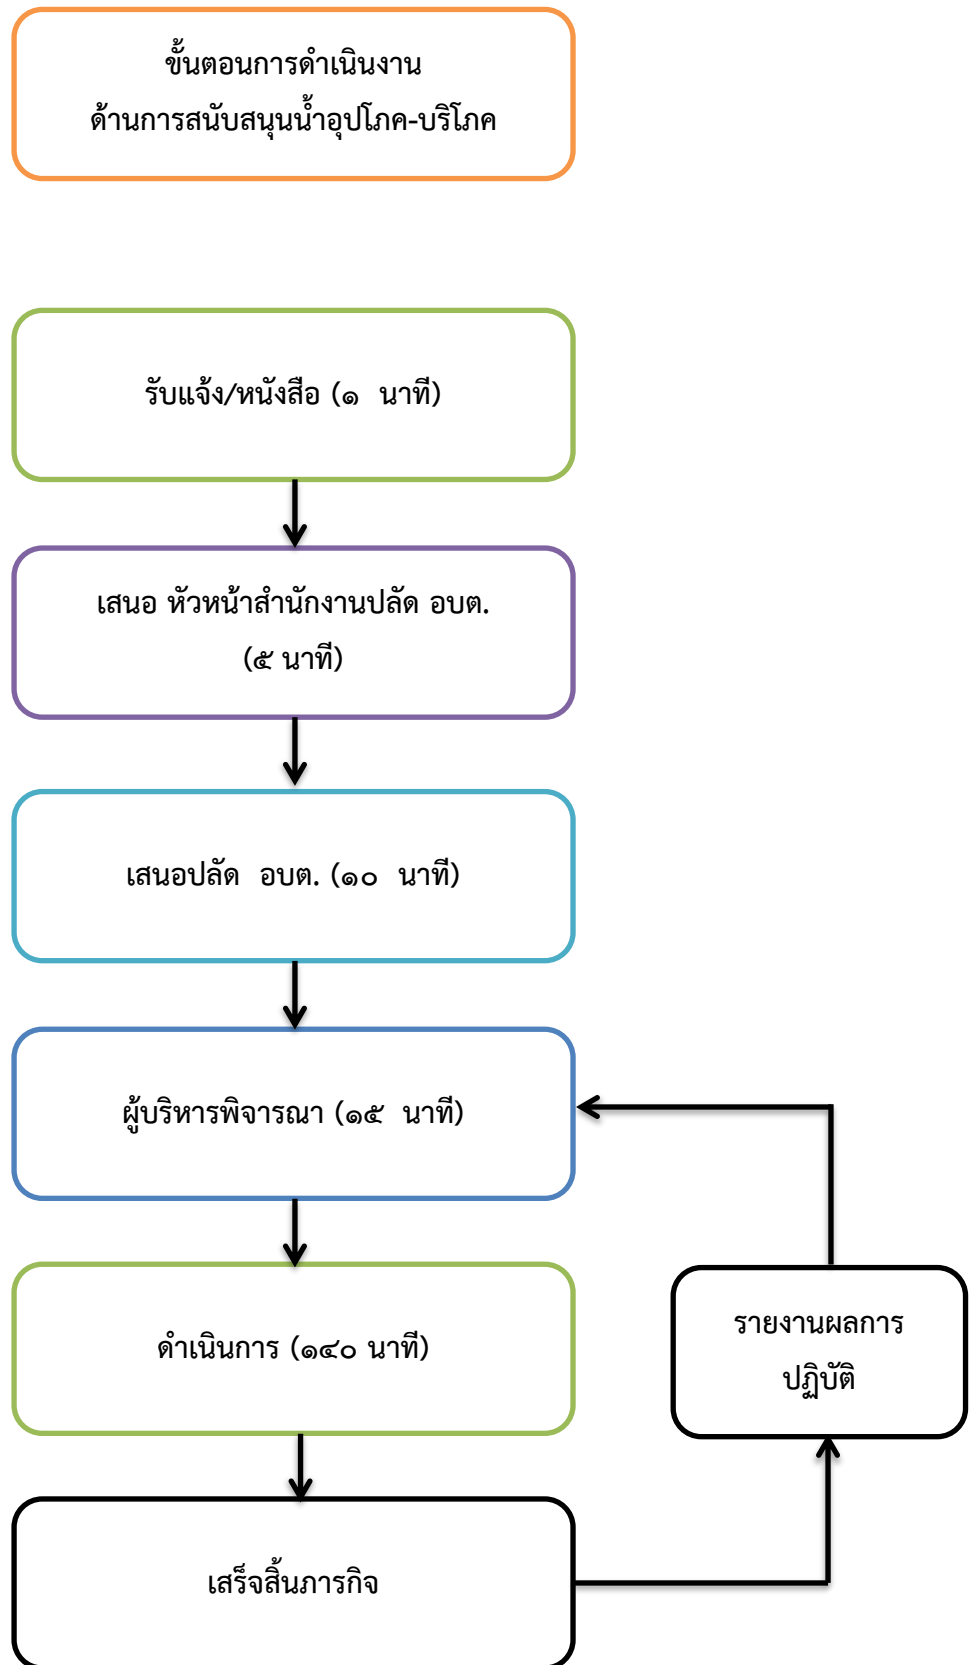 ขั้นตอนการดำเนินงาน
ด้านการสนับสนุนน้ำอุปโภค-บริโภค
รับแจ้ง/หนังสือ (๑ นาที)
เสนอ หัวหน้าสำนักงานปลัด อบต.
(๕ นาที)
เสนอปลัด อบต. (๑๐ นาที)
ผู้บริหารพิจารณา (๑๕ นาที)
ดำเนินการ (๑๔๐ นาที)
รายงานผลการ
ปฏิบัติ
เสร็จสิ้นภารกิจ